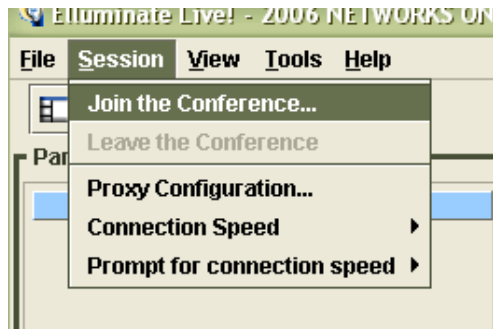 Elluminate Live! - 2006 NETWORKS ON
File Session View Tools Help
Join the Conference...
Leave the Conference
Par
Proxy Configuration...
Connection Speed
Prompt for connection speed